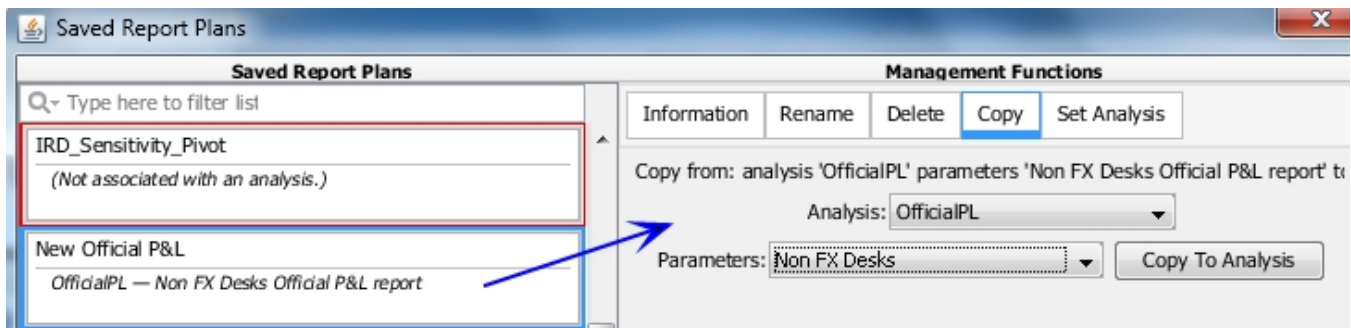 Saved Report Plans
X
Saved Report Plans
Type here to filter list
IRD_Sensitivity_Pivot
(Not associated with an analysis.)
New Official P&L
OfficialPL — Non FX Desks Official P&L report
Management Functions
Information Rename Delete Copy Set Analysis
Copy from: analysis 'OfficialPL' parameters 'Non FX Desks Official P&L report' to
Analysis: OfficialPL
Parameters: Non FX Desks Copy To Analysis